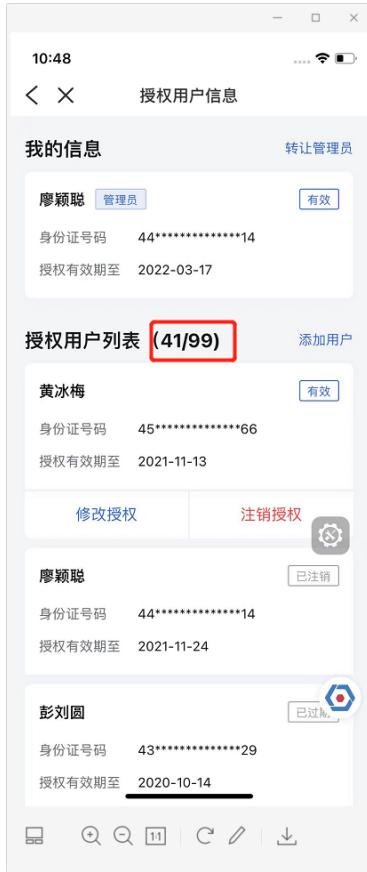 10:48
授权用户信息
我的信息 转让管理员
廖颖聪 管理员 有效
身份证号码 44**************14
授权有效期至 2022-03-17
授权用户列表（41/99) 添加用户
黄冰梅 有效
身份证号码 45**************66
授权有效期至 2021-11-13
修改授权 注销授权
廖颖聪 已注销
身份证号码 44**************14
授权有效期至 2021-11-24
彭刘圆 已过期
身份证号码 43**************29
授权有效期至 2020-10-14
1:1